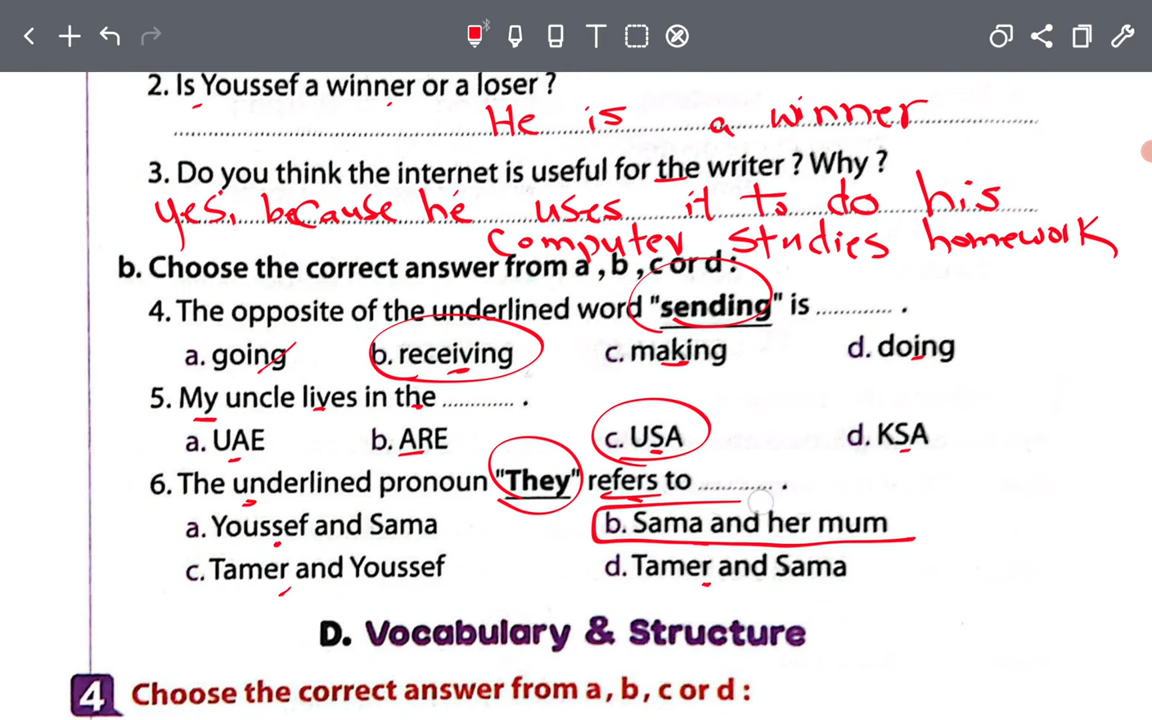 2. Is Youssef a winner or a loser ?
He is a winner
3. Do you think the internet is useful for the writer ? Why ?
yes, because he uses it to do his
computer studies homework
b. Choose the correct answer from a , b , c or d :
4. The opposite of the underlined word "sending" is ............. .
a. going b. receiving c. making d. doing
5. My uncle lives in the ............ .
a. UAE b. ARE c. USA d. KSA
6. The underlined pronoun "They" refers to ............. .
a. Youssef and Sama b. Sama and her mum
c. Tamer and Youssef d. Tamer and Sama
D. Vocabulary & Structure
4 Choose the correct answer from a, b, c or d :